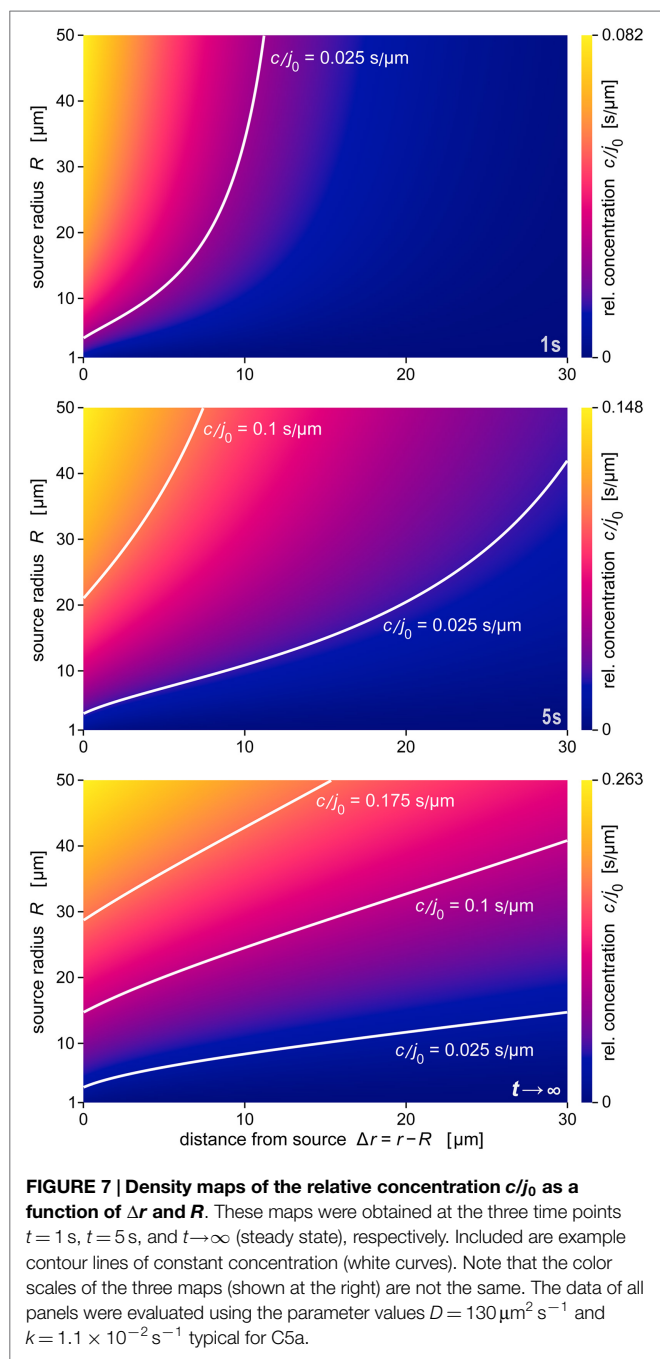 50
40
30
20
10
1
0
10
20
30
source radius R [µm]
c/j0 = 0.025 s/µm
1s
0.082
0
rel. concentration c/j0 [s/µm]
50
40
30
20
10
1
0
10
20
30
source radius R [µm]
c/j0 = 0.1 s/µm
c/j0 = 0.025 s/µm
5s
0.148
0
rel. concentration c/j0 [s/µm]
50
40
30
20
10
1
0
10
20
30
source radius R [µm]
c/j0 = 0.175 s/µm
c/j0 = 0.1 s/µm
c/j0 = 0.025 s/µm
t→∞
0.263
0
rel. concentration c/j0 [s/µm]
distance from source Δr = r − R [µm]
FIGURE 7 | Density maps of the relative concentration c/j0 as a
function of Δr and R. These maps were obtained at the three time points
t = 1 s, t = 5 s, and t→∞ (steady state), respectively. Included are example
contour lines of constant concentration (white curves). Note that the color
scales of the three maps (shown at the right) are not the same. The data of all
panels were evaluated using the parameter values D = 130 µm² s⁻¹ and
k = 1.1 × 10⁻² s⁻¹ typical for C5a.